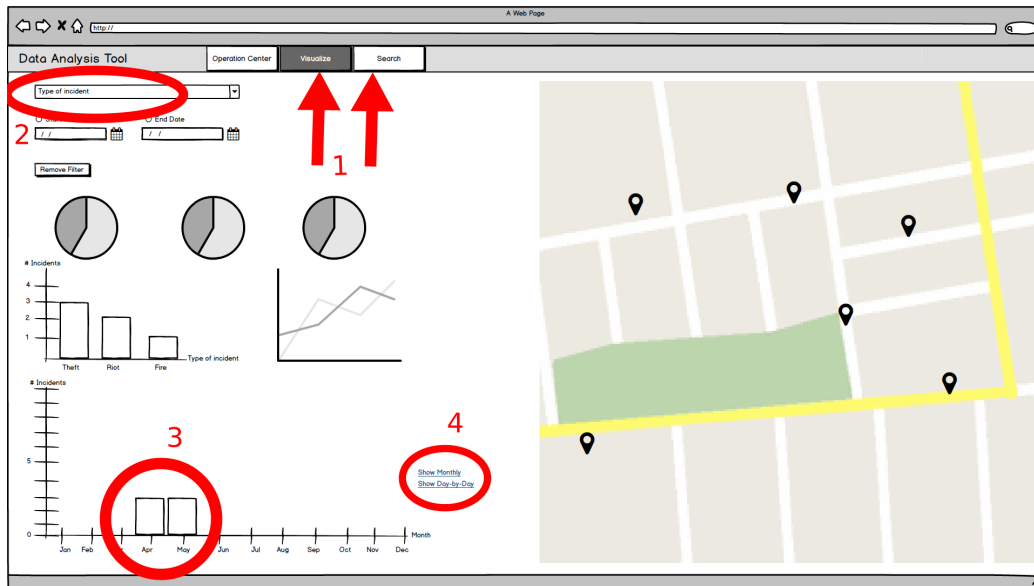 A Web Page
http://
Data Analysis Tool
Operation Center
Visualize
Search
Type of incident
2
End Date
/ /
/ /
1
Remove Filter
# Incidents
4
3
2
1
Type of incident
Theft Riot Fire
# Incidents
3
4
5
Show Monthly
Show Day-by-Day
0
Month
Jan Feb Apr May Jun Jul Aug Sep Oct Nov Dec